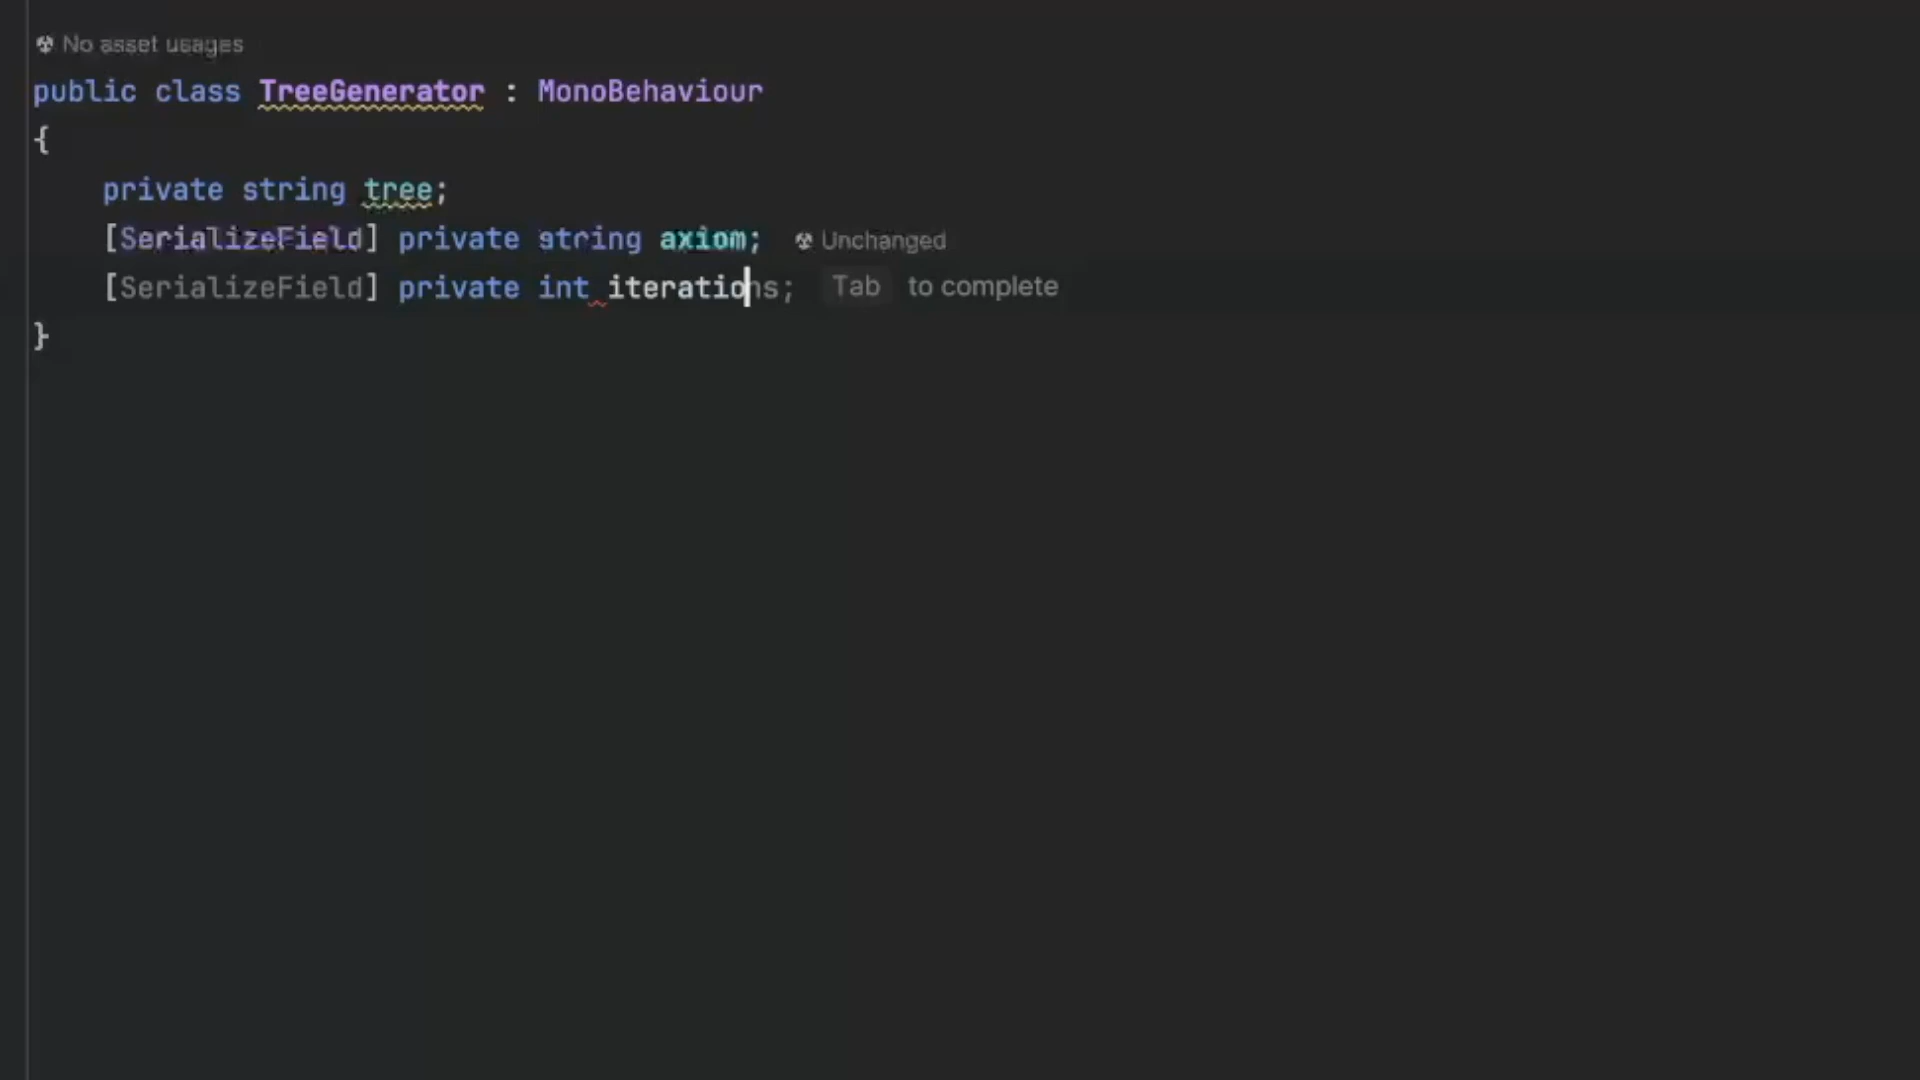 No asset usages
public class TreeGenerator : MonoBehaviour
{
private string tree;
[SerializeField] private string axiom; Unchanged
[SerializeField] private int iterations; Tab to complete
}